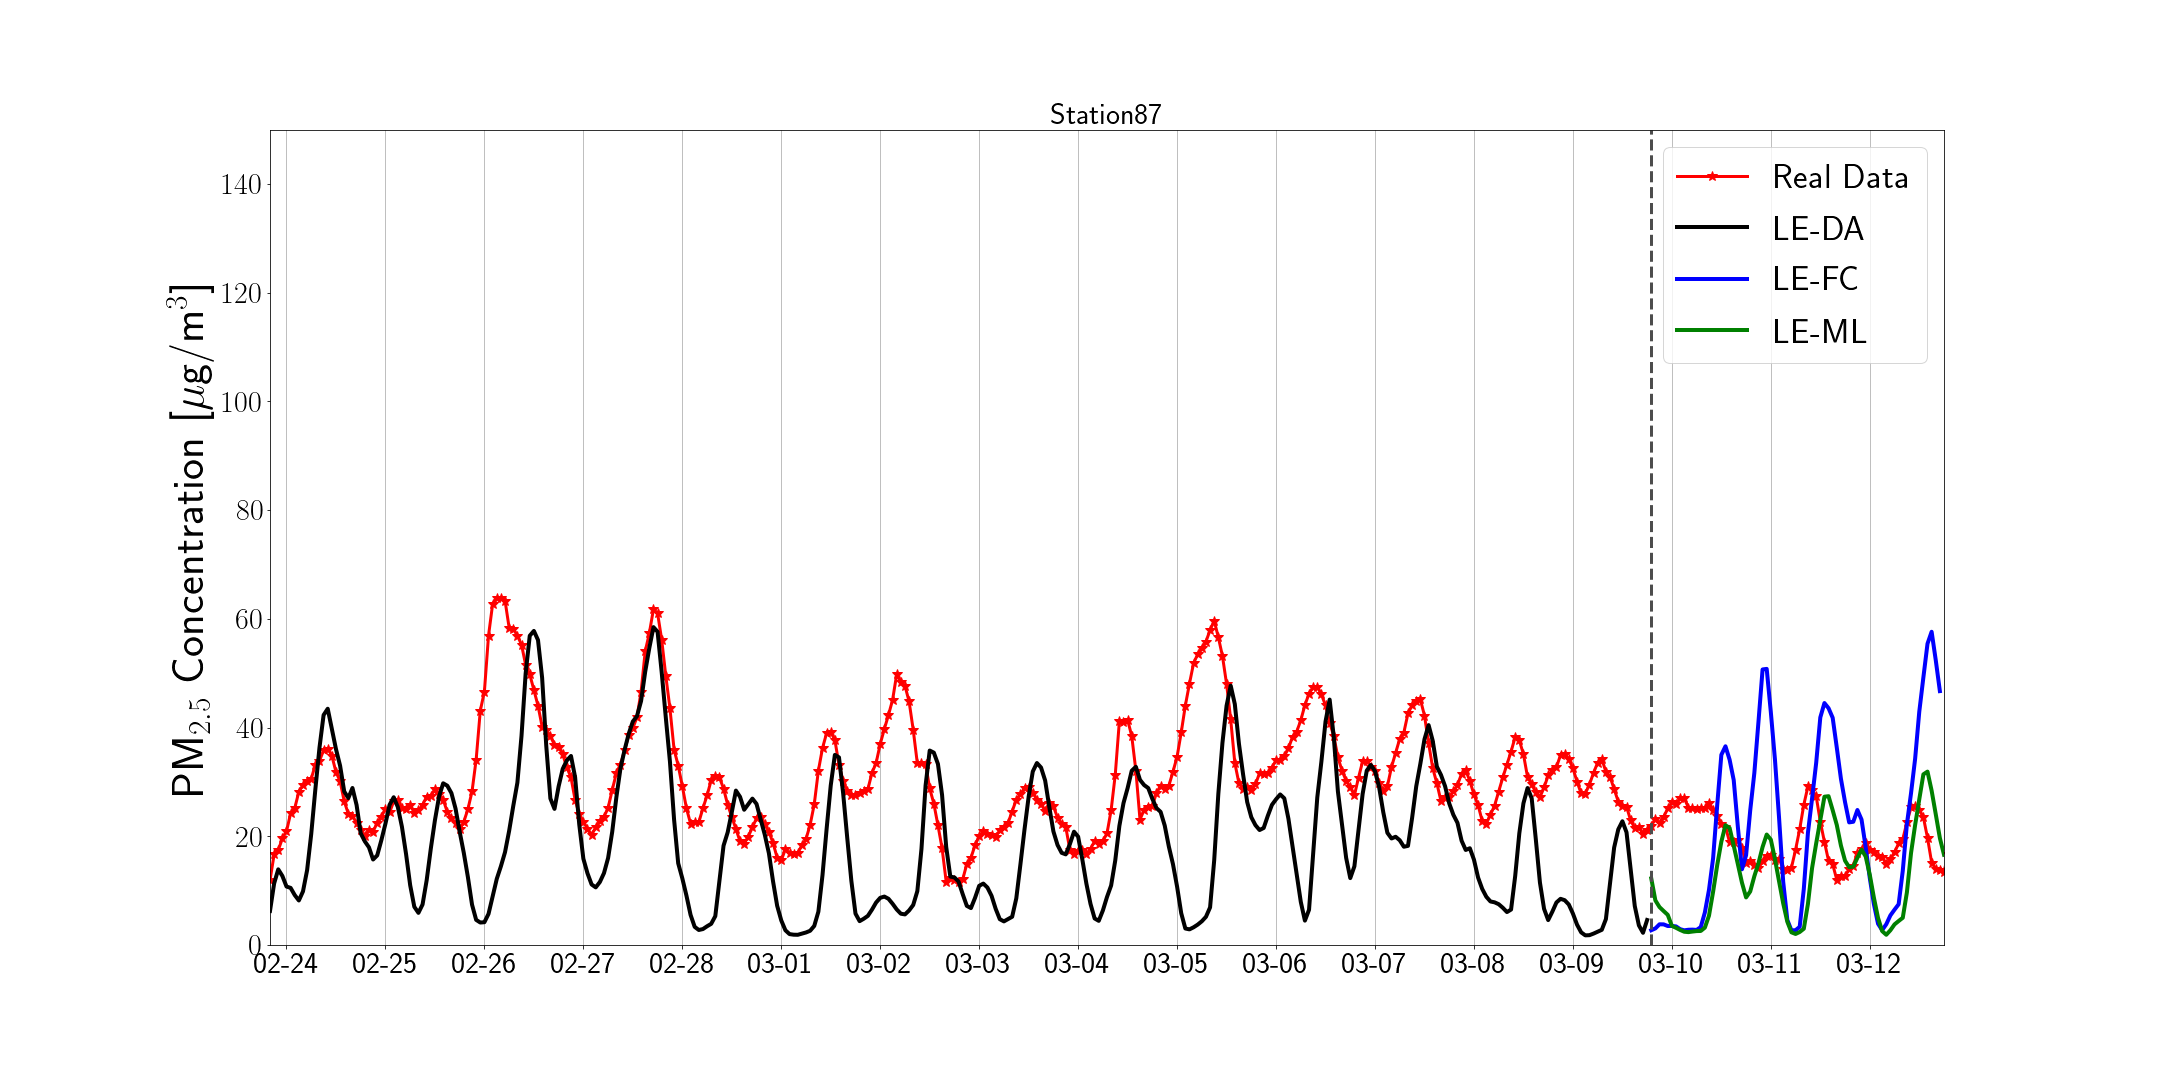 Station87
PM2.5 Concentration [μg/m³]
140
120
100
80
60
40
20
0
Real Data
LE-DA
LE-FC
LE-ML
02-24 02-25 02-26 02-27 02-28 03-01 03-02 03-03 03-04 03-05 03-06 03-07 03-08 03-09 03-10 03-11 03-12